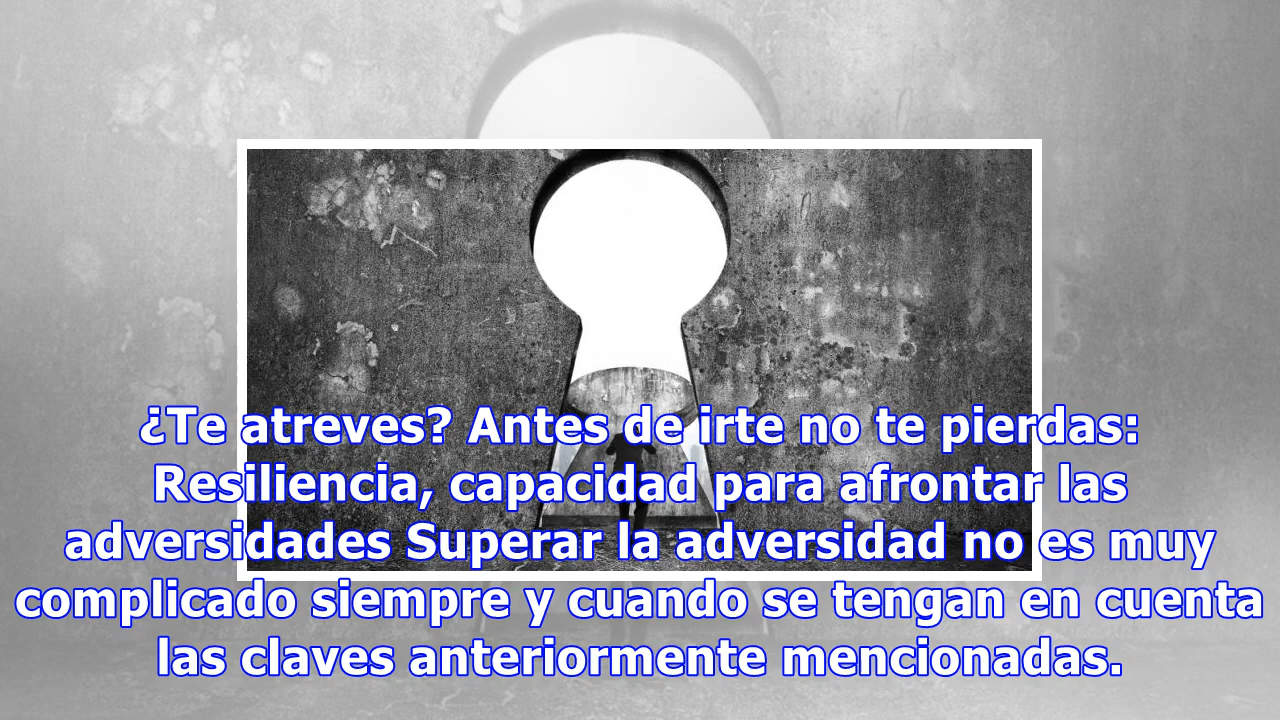 ¿Te atreves? Antes de irte no te pierdas:
Resiliencia, capacidad para afrontar las
adversidades Superar la adversidad no es muy
complicado siempre y cuando se tengan en cuenta
las claves anteriormente mencionadas.